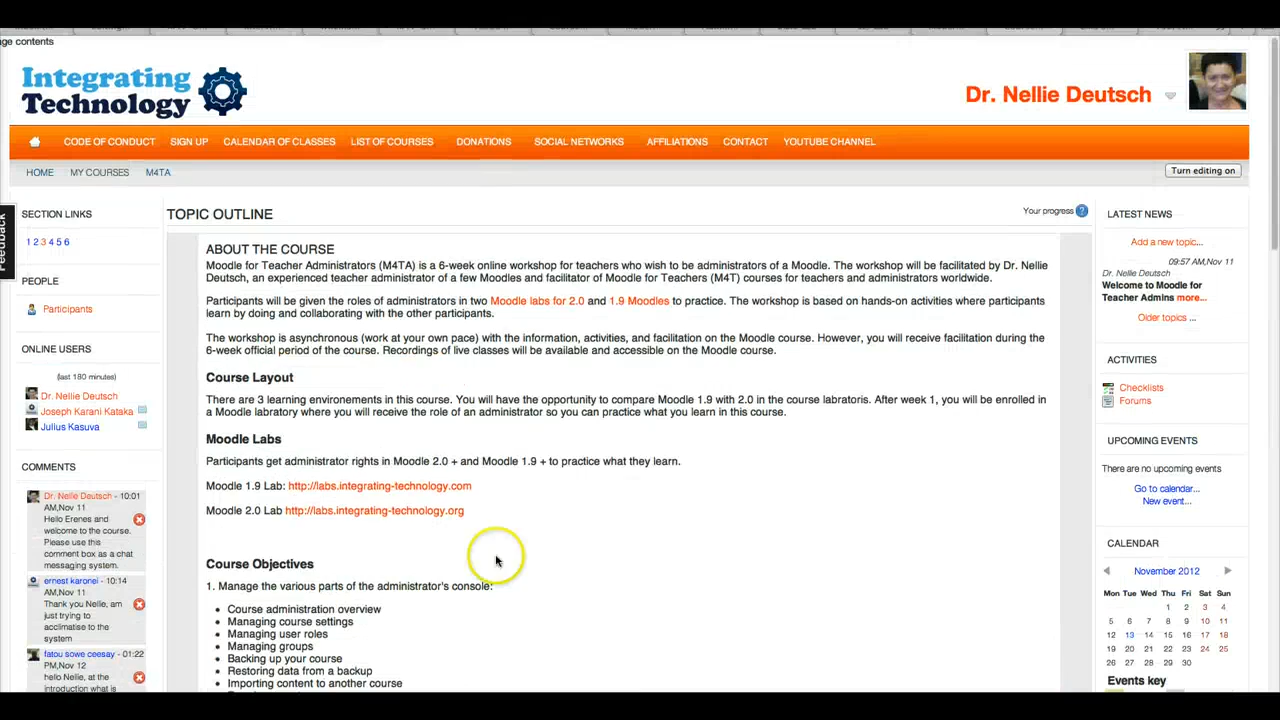 ge contents
Integrating
Technology
Dr. Nellie Deutsch
CODE OF CONDUCT SIGN UP CALENDAR OF CLASSES LIST OF COURSES DONATIONS SOCIAL NETWORKS AFFILIATIONS CONTACT YOUTUBE CHANNEL
HOME MY COURSES M4TA
Turn editing on
Feedback
SECTION LINKS
1 2 3 4 5 6
PEOPLE
Participants
ONLINE USERS
(last 180 minutes)
Dr. Nellie Deutsch
Joseph Karani Kataka
Julius Kasuva
COMMENTS
Dr. Nellie Deutsch - 10:01
AM,Nov 11
Hello Erenes and
welcome to the course.
Please use this
comment box as a chat
messaging system.
ernest karonei - 10:14
AM,Nov 11
Thank you Nellie, am
just trying to
acclimatise to the
system
fatou sowe ceesay - 01:22
PM,Nov 12
hello Nellie, at the
introduction what is
TOPIC OUTLINE
Your progress ?
ABOUT THE COURSE
Moodle for Teacher Administrators (M4TA) is a 6-week online workshop for teachers who wish to be administrators of a Moodle. The workshop will be facilitated by Dr. Nellie
Deutsch, an experienced adminstrator of a few Moodles and facilitator of Moodle for Teachers (M4T) courses for teachers and administrators worldwide.
Participants will be given the roles of administrators in two Moodle labs for 2.0 and 1.9 Moodles to practice. The workshop is based on hands-on activities where participants
learn by doing and collaborating with the other participants.
The workshop is asynchronous (work at your own pace) with the information, activities, and facilitation on the Moodle course. However, you will receive facilitation during the
6-week official period of the course. Recordings of live classes will be available and accessible on the Moodle course.
Course Layout
There are 3 learning environements in this course. You will have the opportunity to compare Moodle 1.9 with 2.0 in the course labratoris. After week 1, you will be enrolled in
a Moodle labratory where you will receive the role of an administrator so you can practice what you learn in this course.
Moodle Labs
Participants get administrator rights in Moodle 2.0 + and Moodle 1.9 + to practice what they learn.
Moodle 1.9 Lab: http://labs.integrating-technology.com
Moodle 2.0 Lab http://labs.integrating-technology.org
Course Objectives
1. Manage the various parts of the administrator's console:
Course administration overview
Managing course settings
Managing user roles
Managing groups
Backing up your course
Restoring data from a backup
Importing content to another course
LATEST NEWS
Add a new topic...
09:57 AM,Nov 11
Dr. Nellie Deutsch
Welcome to Moodle for
Teacher Admins more...
Older topics ...
ACTIVITIES
Checklists
Forums
UPCOMING EVENTS
There are no upcoming events
Go to calendar...
New event...
CALENDAR
November 2012
Mon Tue Wed Thu Fri Sat Sun
1 2 3 4
5 6 7 8 9 10 11
12 13 14 15 16 17 18
19 20 21 22 23 24 25
26 27 28 29 30
Events key